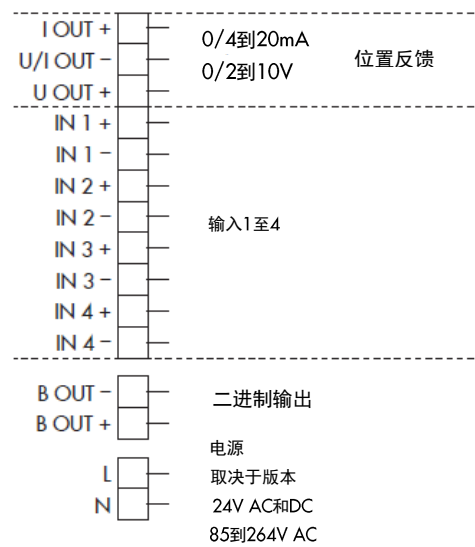 I OUT +
U/I OUT −
U OUT +
0/4到20mA
0/2到10V
位置反馈
IN 1 +
IN 1 −
IN 2 +
IN 2 −
IN 3 +
IN 3 −
IN 4 +
IN 4 −
输入1至4
B OUT −
B OUT +
二进制输出
L
N
电源
取决于版本
24V AC和DC
85到264V AC